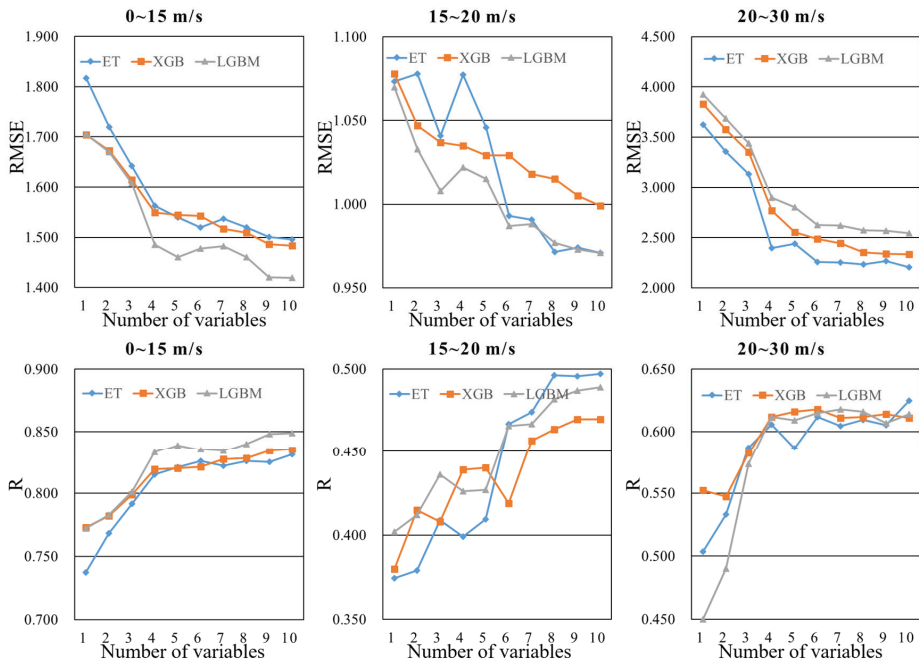 0~15 m/s
1.900
ET XGB LGBM
1.800
1.700
RMSE
1.600
1.500
1.400
1 2 3 4 5 6 7 8 9 10
Number of variables
15~20 m/s
1.100
ET XGB LGBM
1.050
RMSE
1.000
0.950
1 2 3 4 5 6 7 8 9 10
Number of variables
20~30 m/s
4.500
ET XGB LGBM
4.000
3.500
RMSE
3.000
2.500
2.000
1 2 3 4 5 6 7 8 9 10
Number of variables
0~15 m/s
0.900
ET XGB LGBM
0.850
R
0.800
0.750
0.700
1 2 3 4 5 6 7 8 9 10
Number of variables
15~20 m/s
0.500
ET XGB LGBM
0.450
R
0.400
0.350
1 2 3 4 5 6 7 8 9 10
Number of variables
20~30 m/s
0.650
ET XGB LGBM
0.600
R
0.550
0.500
0.450
1 2 3 4 5 6 7 8 9 10
Number of variables